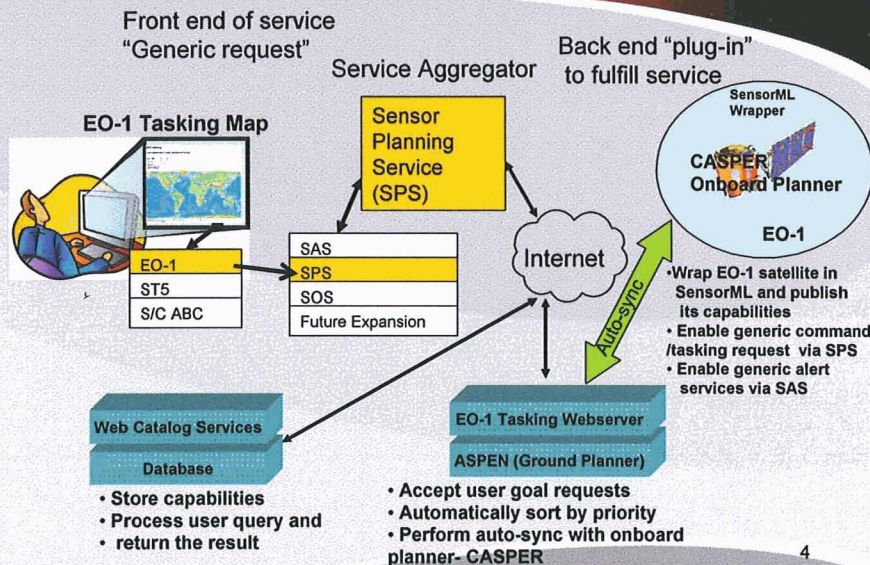 Front end of service
"Generic request"
Service Aggregator
Back end "plug-in"
to fulfill service
EO-1 Tasking Map
Sensor
Planning
Service
(SPS)
SensorML
Wrapper
CASPER
Onboard Planner
EO-1
EO-1
ST5
S/C ABC
SAS
SPS
SOS
Future Expansion
Internet
Auto-sync
•Wrap EO-1 satellite in
SensorML and publish
its capabilities
• Enable generic command
/tasking request via SPS
• Enable generic alert
services via SAS
Web Catalog Services
Database
• Store capabilities
• Process user query and
• return the result
EO-1 Tasking Webserver
ASPEN (Ground Planner)
• Accept user goal requests
• Automatically sort by priority
• Perform auto-sync with onboard
planner- CASPER
4